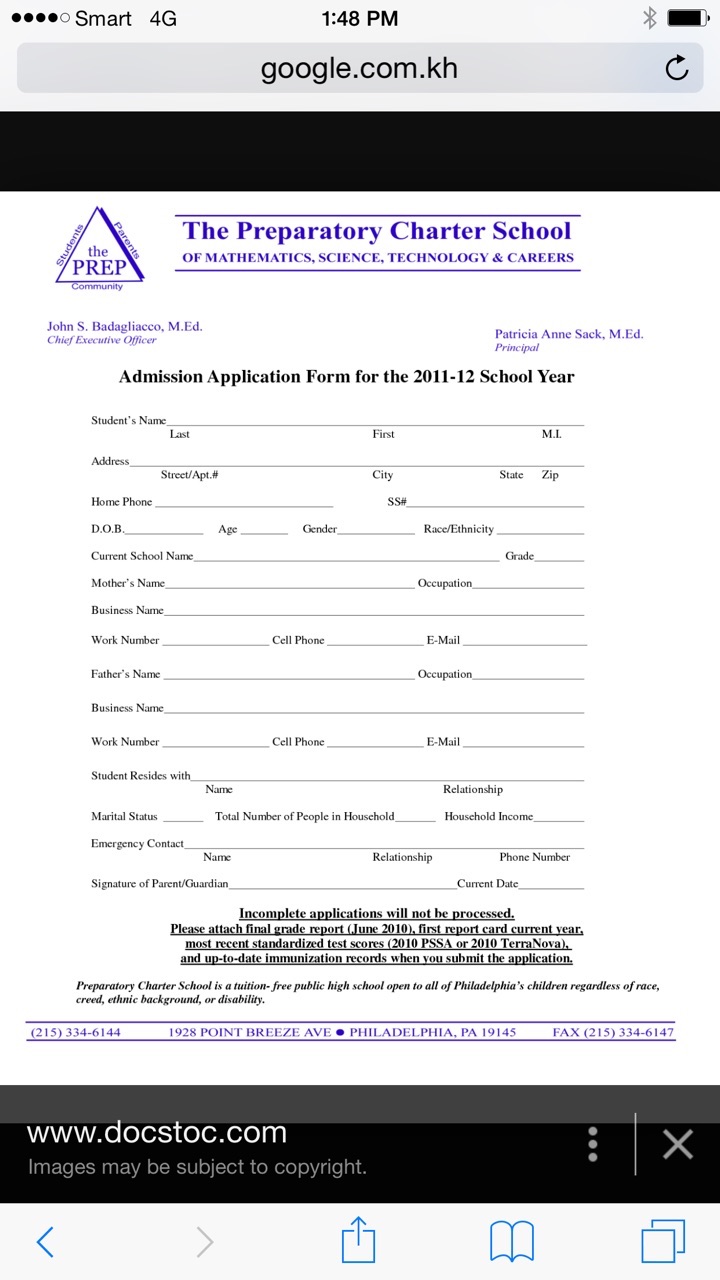 Smart 4G 1:48 PM
google.com.kh
Students Parents
the
PREP
Community
The Preparatory Charter School
OF MATHEMATICS, SCIENCE, TECHNOLOGY & CAREERS
John S. Badagliacco, M.Ed.
Chief Executive Officer
Patricia Anne Sack, M.Ed.
Principal
Admission Application Form for the 2011-12 School Year
Student's Name
Last First M.I.
Address
Street/Apt.# City State Zip
Home Phone SS#
D.O.B. Age Gender Race/Ethnicity
Current School Name Grade
Mother's Name Occupation
Business Name
Work Number Cell Phone E-Mail
Father's Name Occupation
Business Name
Work Number Cell Phone E-Mail
Student Resides with
Name Relationship
Marital Status Total Number of People in Household Household Income
Emergency Contact
Name Relationship Phone Number
Signature of Parent/Guardian Current Date
Incomplete applications will not be processed.
Please attach final grade report (June 2010), first report card current year,
most recent standardized test scores (2010 PSSA or 2010 TerraNova),
and up-to-date immunization records when you submit the application.
Preparatory Charter School is a tuition- free public high school open to all of Philadelphia's children regardless of race,
creed, ethnic background, or disability.
(215) 334-6144 1928 POINT BREEZE AVE ● PHILADELPHIA, PA 19145 FAX (215) 334-6147
www.docstoc.com
Images may be subject to copyright.